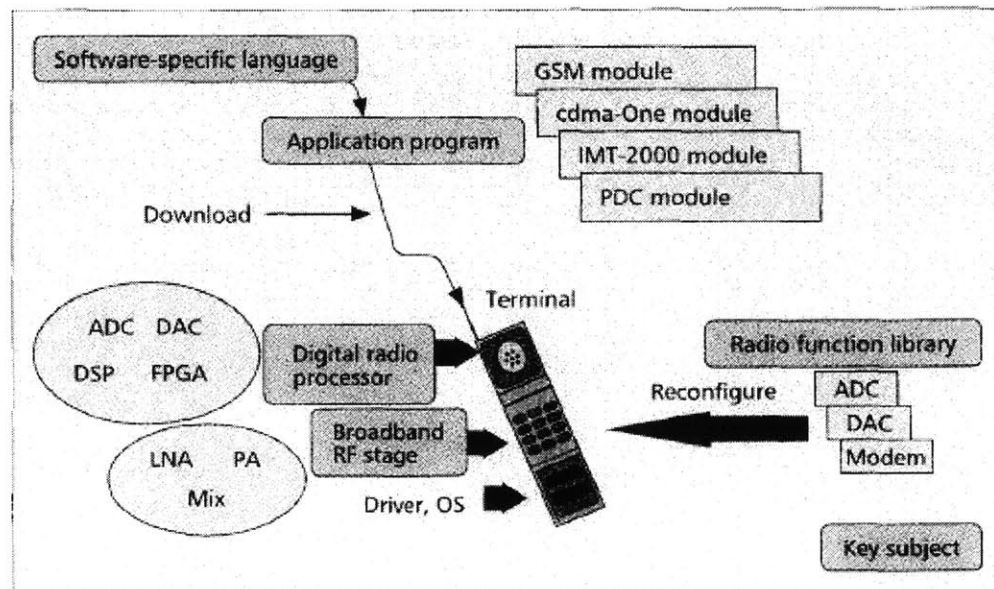 Software-specific language
GSM module
cdma-One module
Application program
IMT-2000 module
PDC module
Download
Terminal
ADC DAC
DSP FPGA
Digital radio
processor
Radio function library
Reconfigure
ADC
DAC
Modem
Broadband
RF stage
LNA PA
Mix
Driver, OS
Key subject